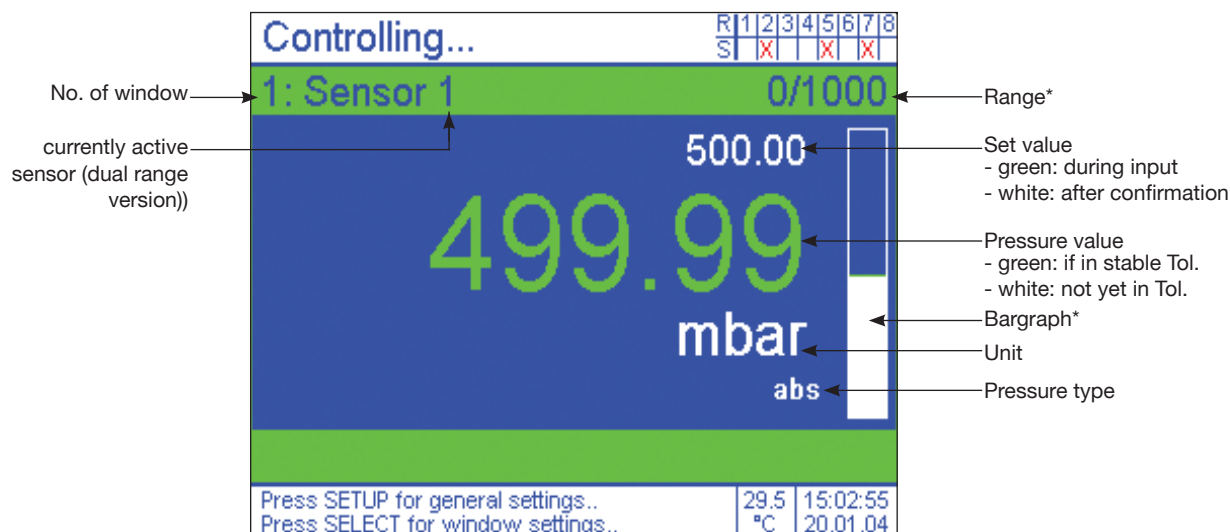 Controlling...
R 1 2 3 4 5 6 7 8
S X X X
No. of window
1: Sensor 1
0/1000
Range*
currently active
sensor (dual range
version))
500.00
Set value
- green: during input
- white: after confirmation
499.99
Pressure value
- green: if in stable Tol.
- white: not yet in Tol.
Bargraph*
mbar
Unit
abs
Pressure type
Press SETUP for general settings..
Press SELECT for window settings..
29.5
°C
15:02:55
20.01.04